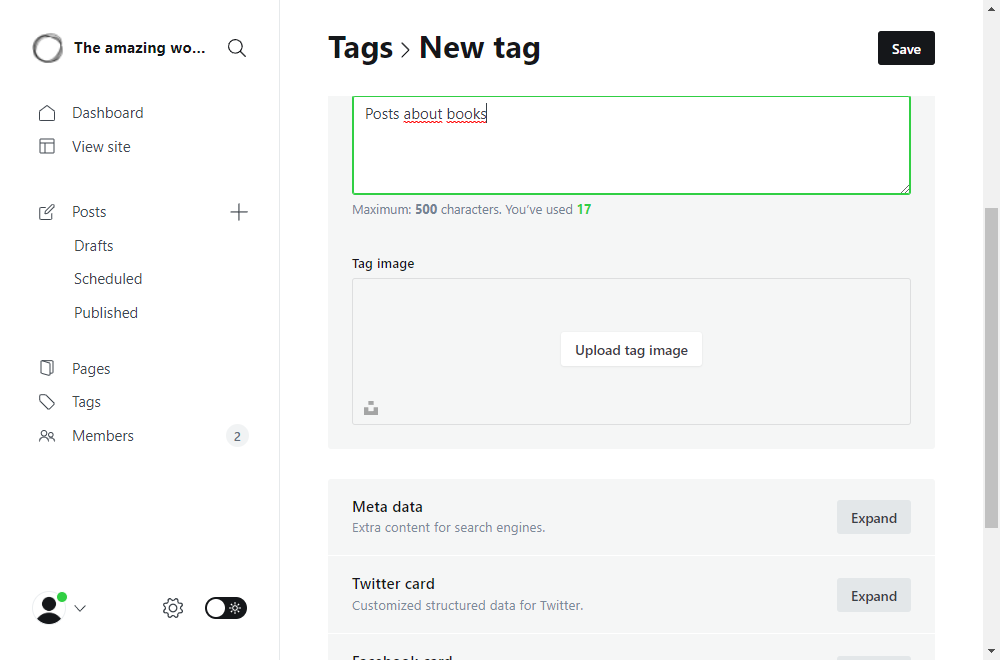 The amazing wo...
Dashboard
View site
Posts
Drafts
Scheduled
Published
Pages
Tags
Members
2
Tags
New tag
Save
Posts about books
Maximum: 500 characters. You've used 17
Tag image
Upload tag image
Meta data
Extra content for search engines.
Expand
Twitter card
Customized structured data for Twitter.
Expand
Facebook card